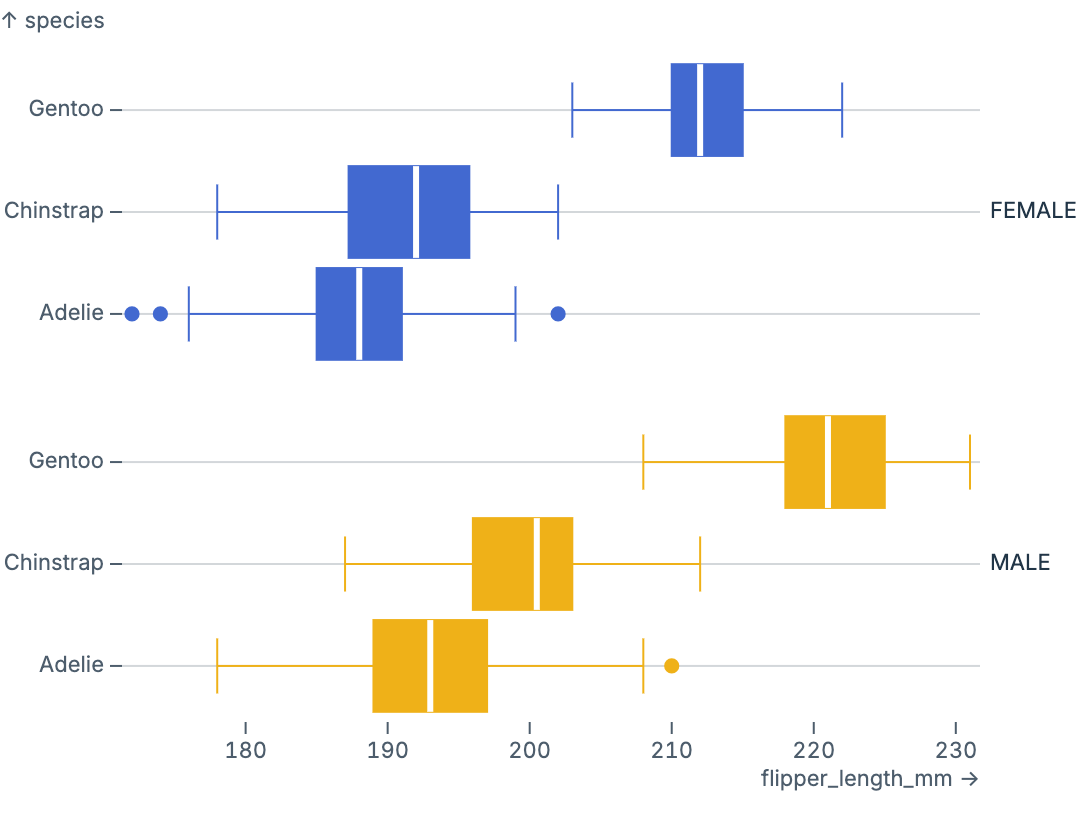 ↑ species
Gentoo
Chinstrap
FEMALE
Adelie
Gentoo
Chinstrap
MALE
Adelie
180 190 200 210 220 230
flipper_length_mm →